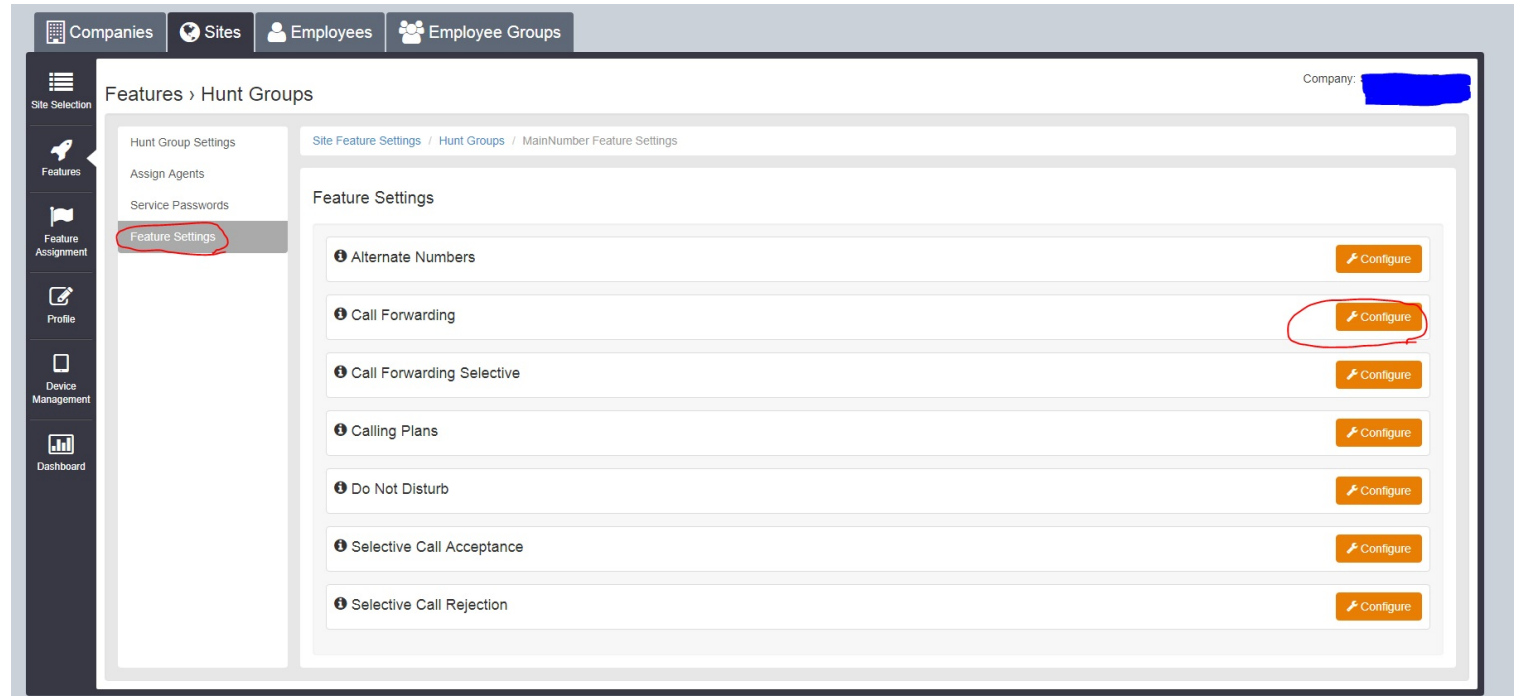 Companies
Sites
Employees
Employee Groups
Site Selection
Features
Feature
Assignment
Profile
Device
Management
Dashboard
Features › Hunt Groups
Company:
Hunt Group Settings
Assign Agents
Service Passwords
Feature Settings
Site Feature Settings / Hunt Groups / MainNumber Feature Settings
Feature Settings
Alternate Numbers
Configure
Call Forwarding
Configure
Call Forwarding Selective
Configure
Calling Plans
Configure
Do Not Disturb
Configure
Selective Call Acceptance
Configure
Selective Call Rejection
Configure